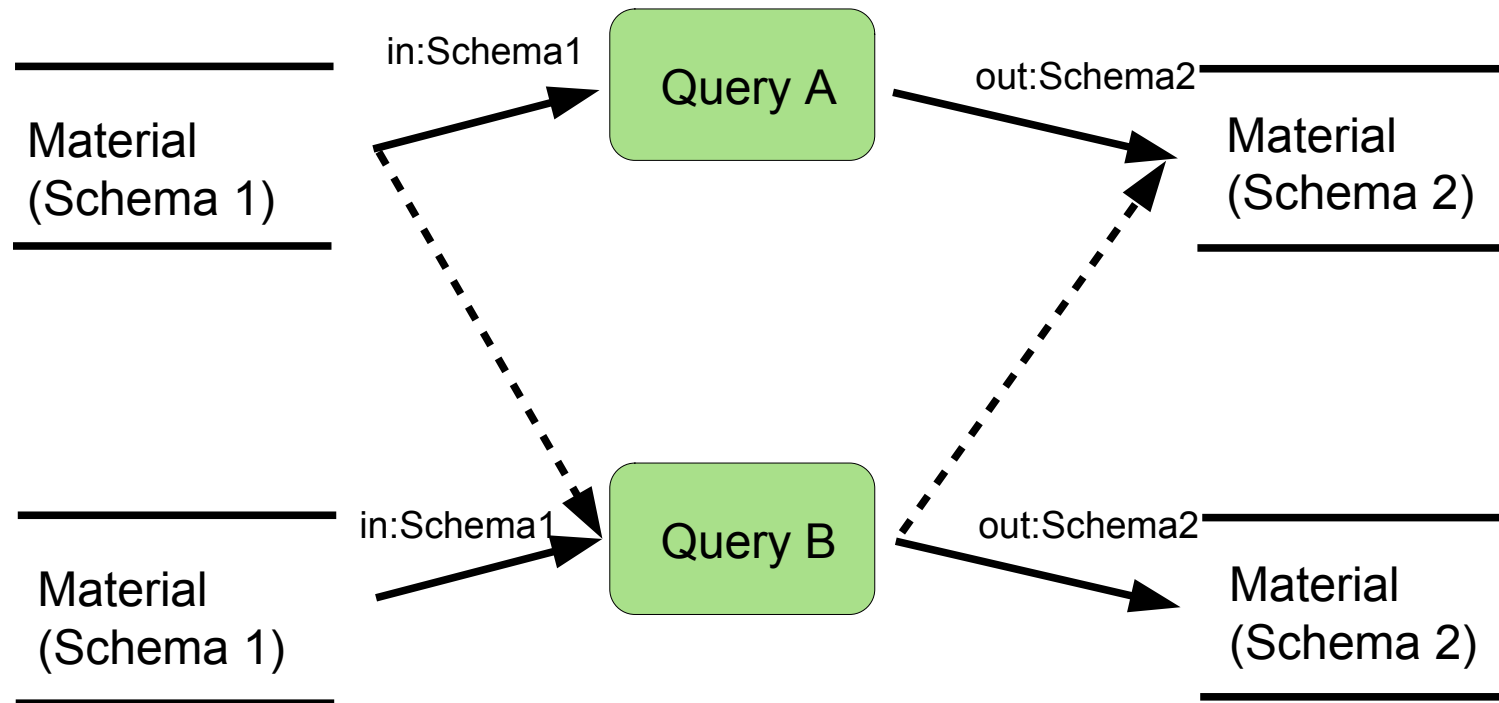 in:Schema1
Query A
out:Schema2
Material
(Schema 1)
Material
(Schema 2)
in:Schema1
Query B
out:Schema2
Material
(Schema 1)
Material
(Schema 2)